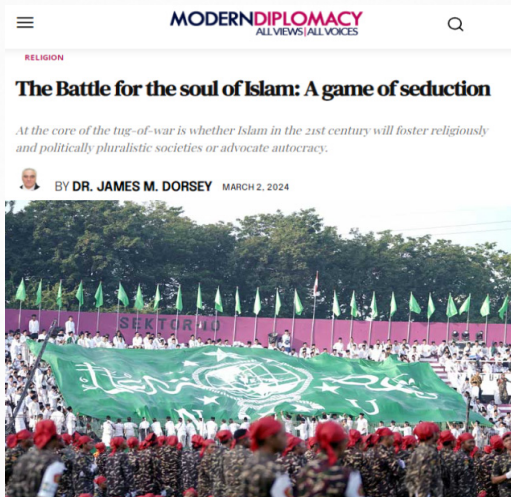 MODERNDIPLOMACY
ALL VIEWS|ALL VOICES
RELIGION
The Battle for the soul of Islam: A game of seduction
At the core of the tug-of-war is whether Islam in the 21st century will foster religiously
and politically pluralistic societies or advocate autocracy.
BY DR. JAMES M. DORSEY MARCH 2, 2024
SEKTOR
N U